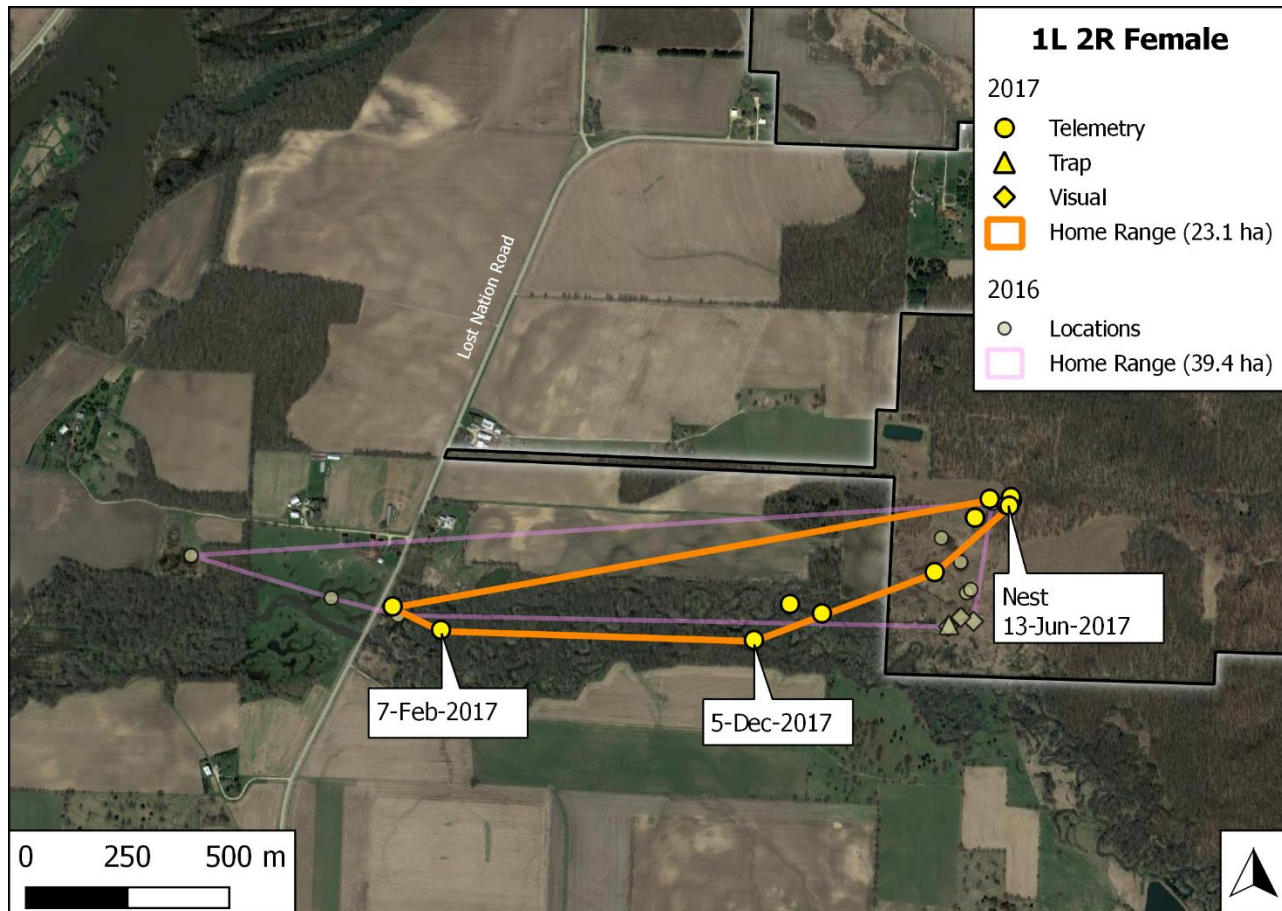 1L 2R Female
2017
Telemetry
Trap
Visual
Home Range (23.1 ha)
2016
Locations
Home Range (39.4 ha)
Lost Nation Road
Nest
13-Jun-2017
7-Feb-2017
5-Dec-2017
0 250 500 m